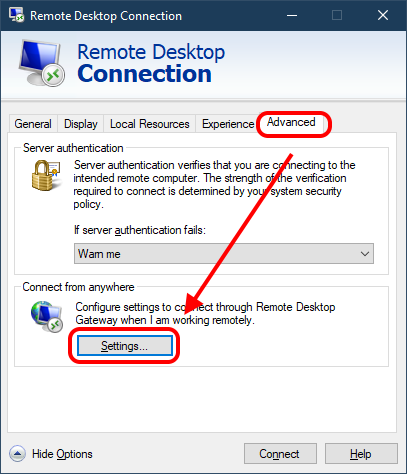 Remote Desktop Connection
Remote Desktop
Connection
General Display Local Resources Experience Advanced
Server authentication
Server authentication verifies that you are connecting to the
intended remote computer. The strength of the verification
required to connect is determined by your system security
policy.
If server authentication fails:
Warn me
Connect from anywhere
Configure settings to connect through Remote Desktop
Gateway when I am working remotely.
Settings...
Hide Options Connect Help